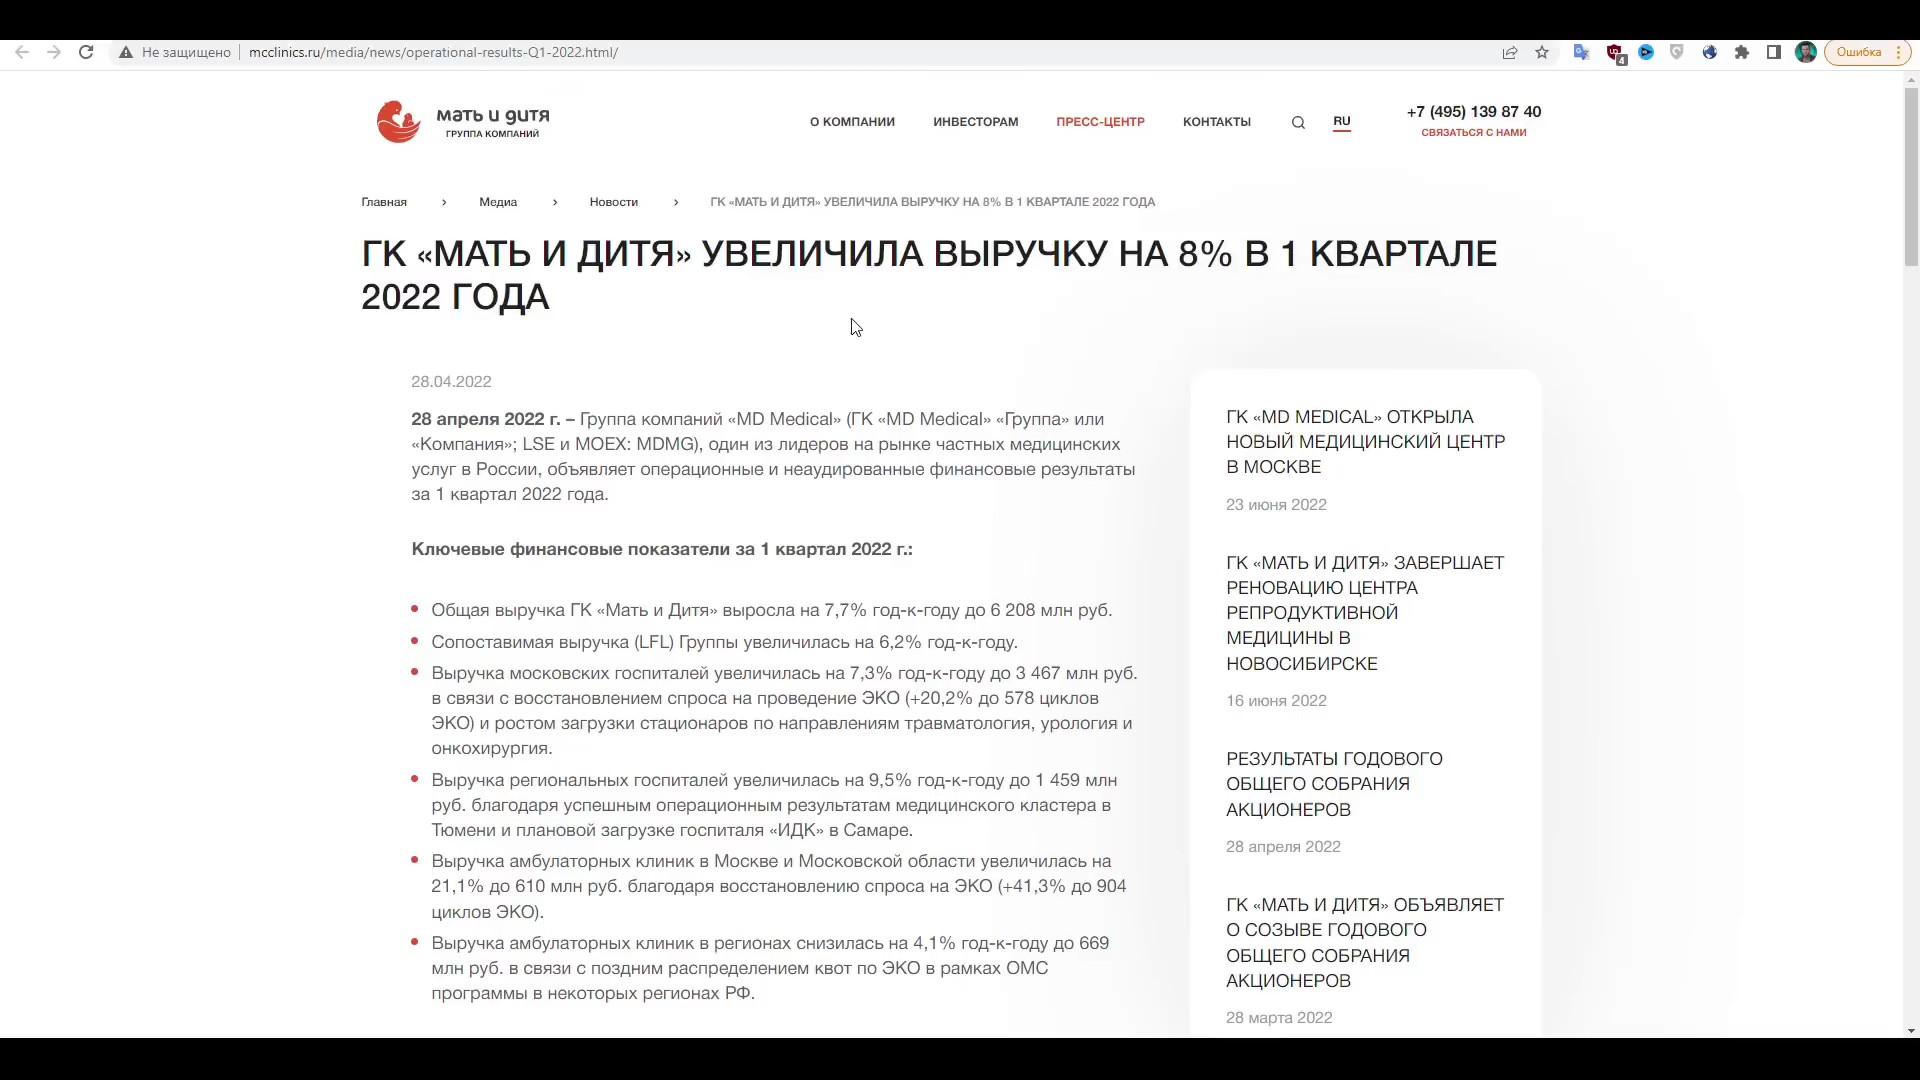 Не защищено
mcclinics.ru/media/news/operational-results-Q1-2022.html/
4
Ошибка
мать и дитя
ГРУППА КОМПАНИЙ
О КОМПАНИИ
ИНВЕСТОРАМ
ПРЕСС-ЦЕНТР
КОНТАКТЫ
RU
+7 (495) 139 87 40
СВЯЗАТЬСЯ С НАМИ
Главная > Медиа > Новости > ГК «МАТЬ И ДИТЯ» УВЕЛИЧИЛА ВЫРУЧКУ НА 8% В 1 КВАРТАЛЕ 2022 ГОДА
ГК «МАТЬ И ДИТЯ» УВЕЛИЧИЛА ВЫРУЧКУ НА 8% В 1 КВАРТАЛЕ
2022 ГОДА
28.04.2022
28 апреля 2022 г. – Группа компаний «MD Medical» (ГК «MD Medical» «Группа» или
«Компания»; LSE и MOEX: MDMG), один из лидеров на рынке частных медицинских
услуг в России, объявляет операционные и неаудированные финансовые результаты
за 1 квартал 2022 года.
Ключевые финансовые показатели за 1 квартал 2022 г.:
Общая выручка ГК «Мать и Дитя» выросла на 7,7% год-к-году до 6 208 млн руб.
Сопоставимая выручка (LFL) Группы увеличилась на 6,2% год-к-году.
Выручка московских госпиталей увеличилась на 7,3% год-к-году до 3 467 млн руб.
в связи с восстановлением спроса на проведение ЭКО (+20,2% до 578 циклов
ЭКО) и ростом загрузки стационаров по направлениям травматология, урология и
онкохирургия.
Выручка региональных госпиталей увеличилась на 9,5% год-к-году до 1 459 млн
руб. благодаря успешным операционным результатам медицинского кластера в
Тюмени и плановой загрузке госпиталя «ИДК» в Самаре.
Выручка амбулаторных клиник в Москве и Московской области увеличилась на
21,1% до 610 млн руб. благодаря восстановлению спроса на ЭКО (+41,3% до 904
циклов ЭКО).
Выручка амбулаторных клиник в регионах снизилась на 4,1% год-к-году до 669
млн руб. в связи с поздним распределением квот по ЭКО в рамках ОМС
программы в некоторых регионах РФ.
ГК «MD MEDICAL» ОТКРЫЛА
НОВЫЙ МЕДИЦИНСКИЙ ЦЕНТР
В МОСКВЕ
23 июня 2022
ГК «МАТЬ И ДИТЯ» ЗАВЕРШАЕТ
РЕНОВАЦИЮ ЦЕНТРА
РЕПРОДУКТИВНОЙ
МЕДИЦИНЫ В
НОВОСИБИРСКЕ
16 июня 2022
РЕЗУЛЬТАТЫ ГОДОВОГО
ОБЩЕГО СОБРАНИЯ
АКЦИОНЕРОВ
28 апреля 2022
ГК «МАТЬ И ДИТЯ» ОБЪЯВЛЯЕТ
О СОЗЫВЕ ГОДОВОГО
ОБЩЕГО СОБРАНИЯ
АКЦИОНЕРОВ
28 марта 2022